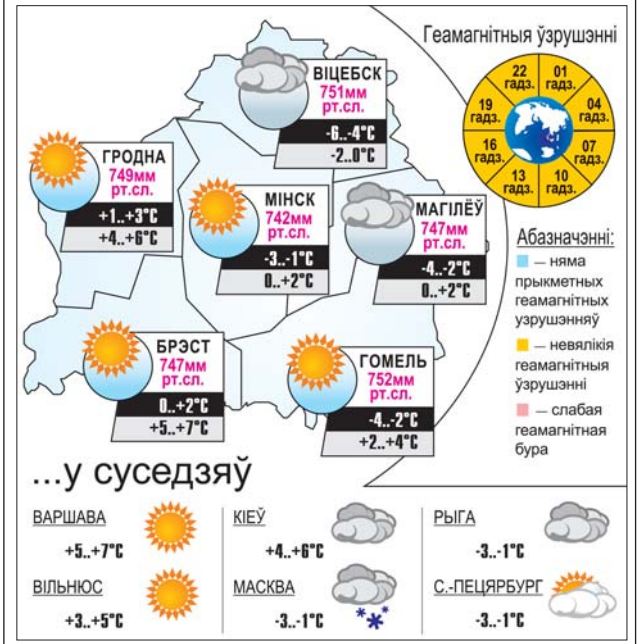 Геамагнітныя ўзрушэнні
22 гадз.
01 гадз.
04 гадз.
07 гадз.
10 гадз.
13 гадз.
16 гадз.
19 гадз.
ВІЦЕБСК
751мм
рт.сл.
-6..-4°C
-2..0°C
ГРОДНА
749мм
рт.сл.
+1..+3°C
+4..+6°C
МІНСК
742мм
рт.сл.
-3..-1°C
0..+2°C
МАГІЛЁЎ
747мм
рт.сл.
-4..-2°C
0..+2°C
БРЭСТ
747мм
рт.сл.
0..+2°C
+5..+7°C
ГОМЕЛЬ
752мм
рт.сл.
-4..-2°C
+2..+4°C
Абазначэнні:
– няма
прыкметных
геамагнітных
узрушэнняў
– невялікія
геамагнітныя
ўзрушэнні
– слабая
геамагнітная
бура
...у суседзяў
ВАРШАВА
+5..+7°C
КІЕЎ
+4..+6°C
РЫГА
-3..-1°C
ВІЛЬНЮС
+3..+5°C
МАСКВА
-3..-1°C
С.-ПЕЦЯРБУРГ
-3..-1°C